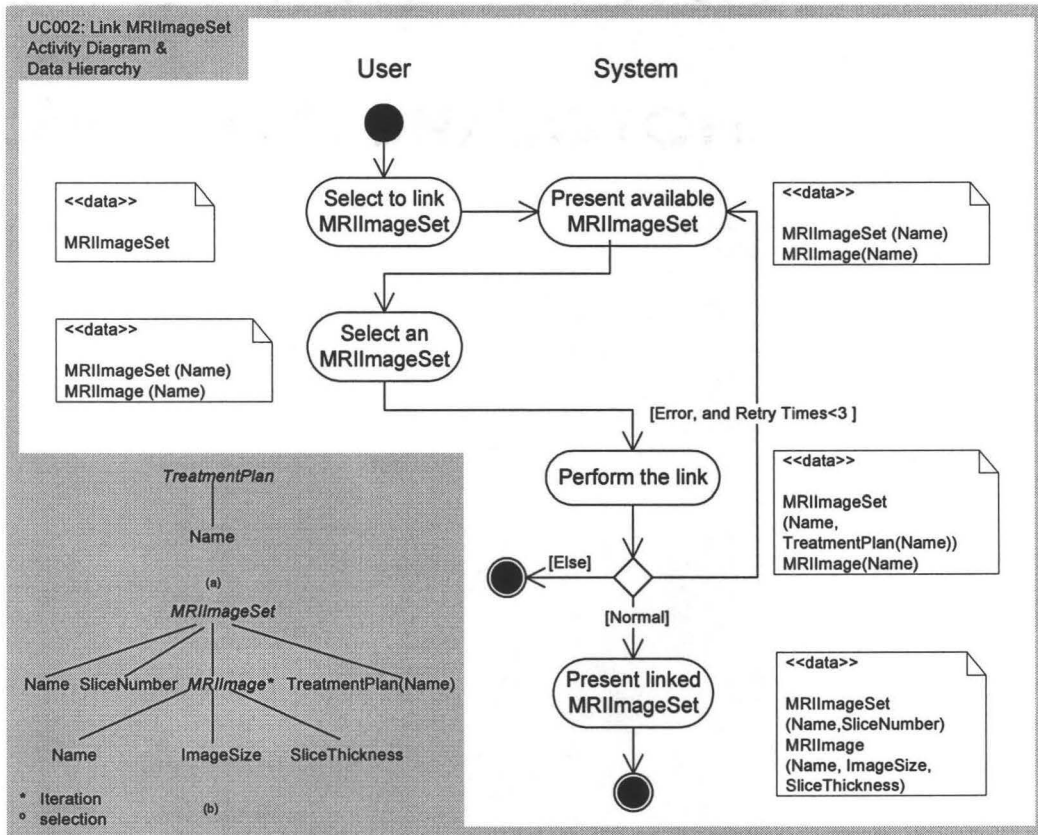 UC002: Link MRIImageSet
Activity Diagram &
Data Hierarchy
User
System
<<data>>
MRIImageSet
Select to link
MRIImageSet
Present available
MRIImageSet
<<data>>
MRIImageSet (Name)
MRIImage(Name)
<<data>>
MRIImageSet (Name)
MRIImage (Name)
Select an
MRIImageSet
[Error, and Retry Times<3 ]
Perform the link
<<data>>
MRIImageSet
(Name,
TreatmentPlan(Name))
MRIImage(Name)
[Else]
[Normal]
Present linked
MRIImageSet
<<data>>
MRIImageSet
(Name,SliceNumber)
MRIImage
(Name, ImageSize,
SliceThickness)
TreatmentPlan
Name
(a)
MRIImageSet
Name SliceNumber MRIImage* TreatmentPlan(Name)
Name ImageSize SliceThickness
* Iteration
o selection
(b)